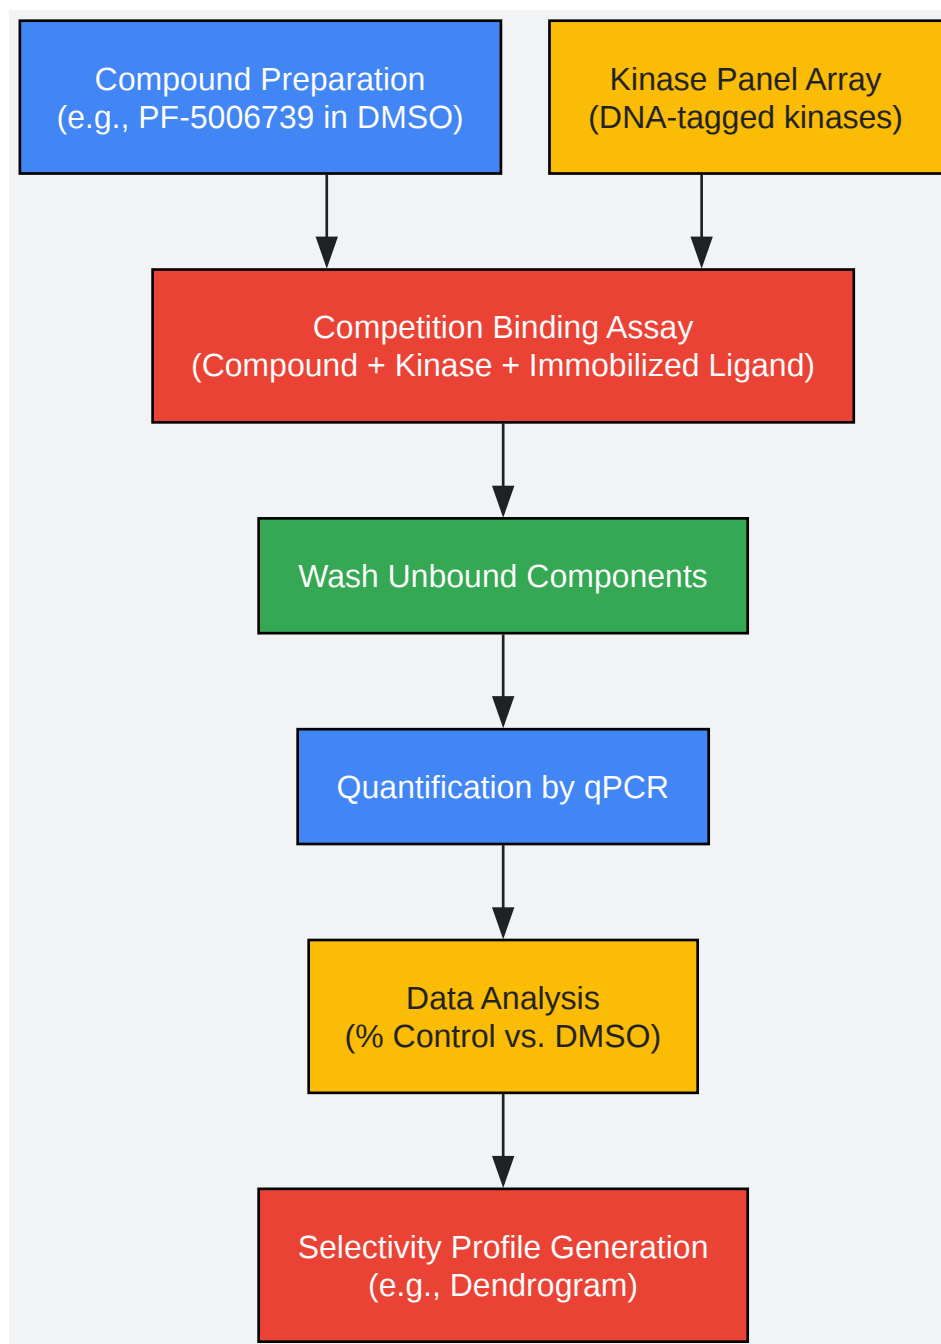 Compound Preparation
(e.g., PF-5006739 in DMSO)
Kinase Panel Array
(DNA-tagged kinases)
Competition Binding Assay
(Compound + Kinase + Immobilized Ligand)
Wash Unbound Components
Quantification by qPCR
Data Analysis
(% Control vs. DMSO)
Selectivity Profile Generation
(e.g., Dendrogram)